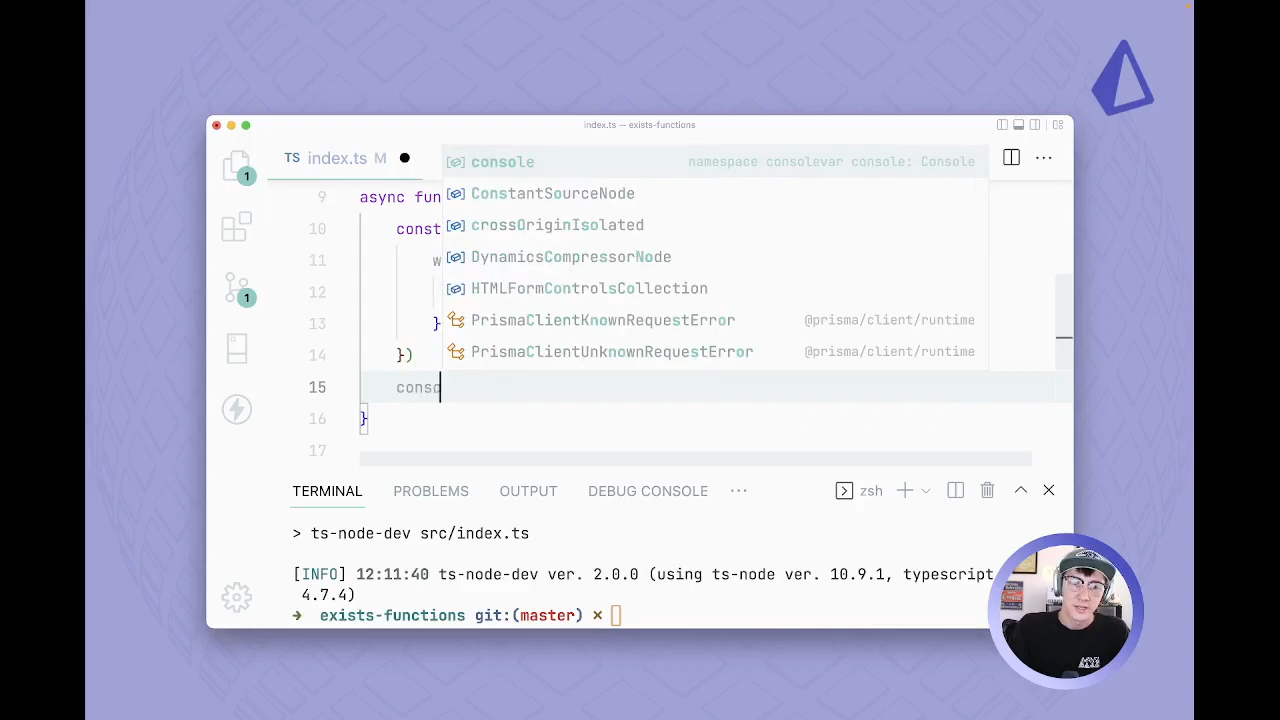 index.ts — exists-functions
TS index.ts M
1
1
console namespace consolevar console: Console
ConstantSourceNode
crossOriginIsolated
DynamicsCompressorNode
HTMLFormControlsCollection
PrismaClientKnownRequestError @prisma/client/runtime
PrismaClientUnknownRequestError @prisma/client/runtime
9 async fun
10 const
11 w
12
13 }
14 })
15 conso
16 }
17
TERMINAL PROBLEMS OUTPUT DEBUG CONSOLE ··· zsh
> ts-node-dev src/index.ts
[INFO] 12:11:40 ts-node-dev ver. 2.0.0 (using ts-node ver. 10.9.1, typescript
4.7.4)
→ exists-functions git:(master) ×